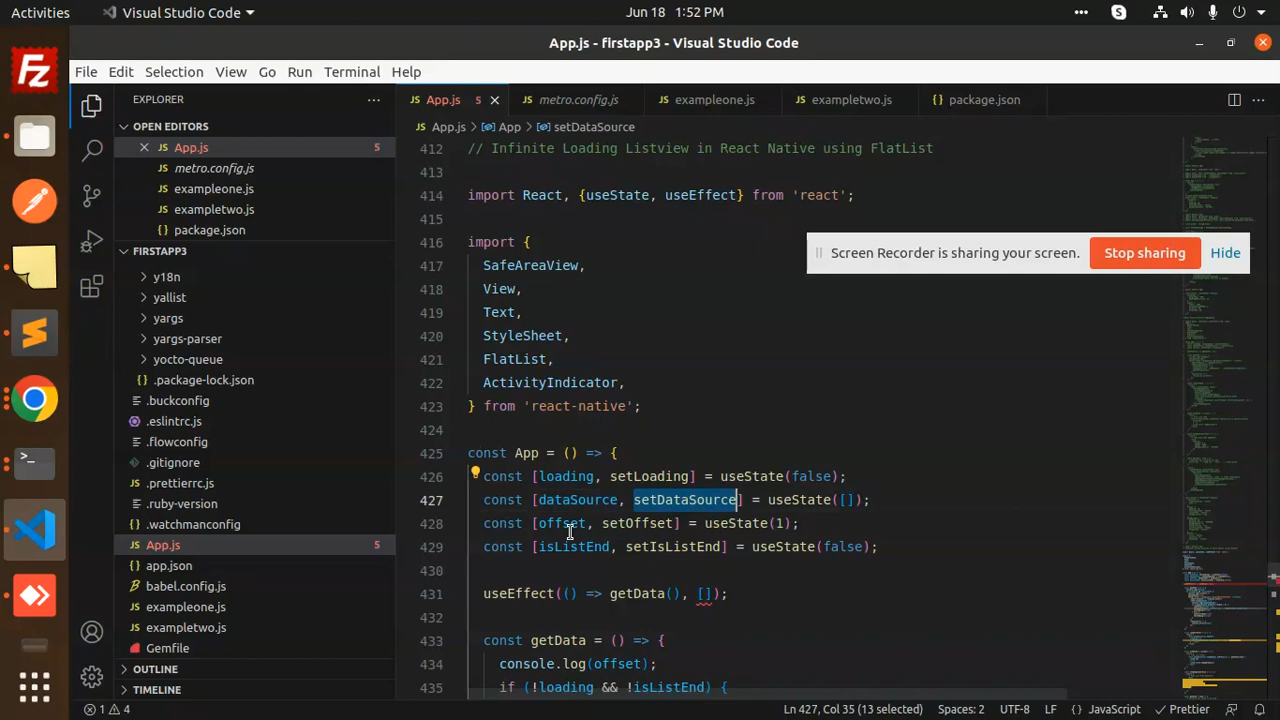 Activities
Visual Studio Code
Jun 18 1:52 PM
App.js - firstapp3 - Visual Studio Code
File Edit Selection View Go Run Terminal Help
EXPLORER
OPEN EDITORS
App.js 5
metro.config.js
exampleone.js
exampletwo.js
package.json
FIRSTAPP3
y18n
yallist
yargs
yargs-parser
yocto-queue
.package-lock.json
.buckconfig
.eslintrc.js
.flowconfig
.gitignore
.prettierrc.js
.ruby-version
.watchmanconfig
App.js 5
app.json
babel.config.js
exampleone.js
exampletwo.js
Gemfile
OUTLINE
TIMELINE
App.js 5 metro.config.js exampleone.js exampletwo.js package.json
App.js > App > setDataSource
412 // Infinite Loading Listview in React Native using FlatList
413
414 import React, {useState, useEffect} from 'react';
415
416 import {
417 SafeAreaView,
418 View,
419 Text,
420 StyleSheet,
421 FlatList,
422 ActivityIndicator,
423 } from 'react-native';
424
425 const App = () => {
426 const [loading, setLoading] = useState(false);
427 const [dataSource, setDataSource] = useState([]);
428 const [offset, setOffset] = useState(1);
429 const [isListEnd, setIsListEnd] = useState(false);
430
431 useEffect(() => getData(), []);
432
433 const getData = () => {
434 console.log(offset);
435 (!loading && !isListEnd) {
Screen Recorder is sharing your screen. Stop sharing Hide
1 4
Ln 427, Col 35 (13 selected) Spaces: 2 UTF-8 LF {} JavaScript Prettier